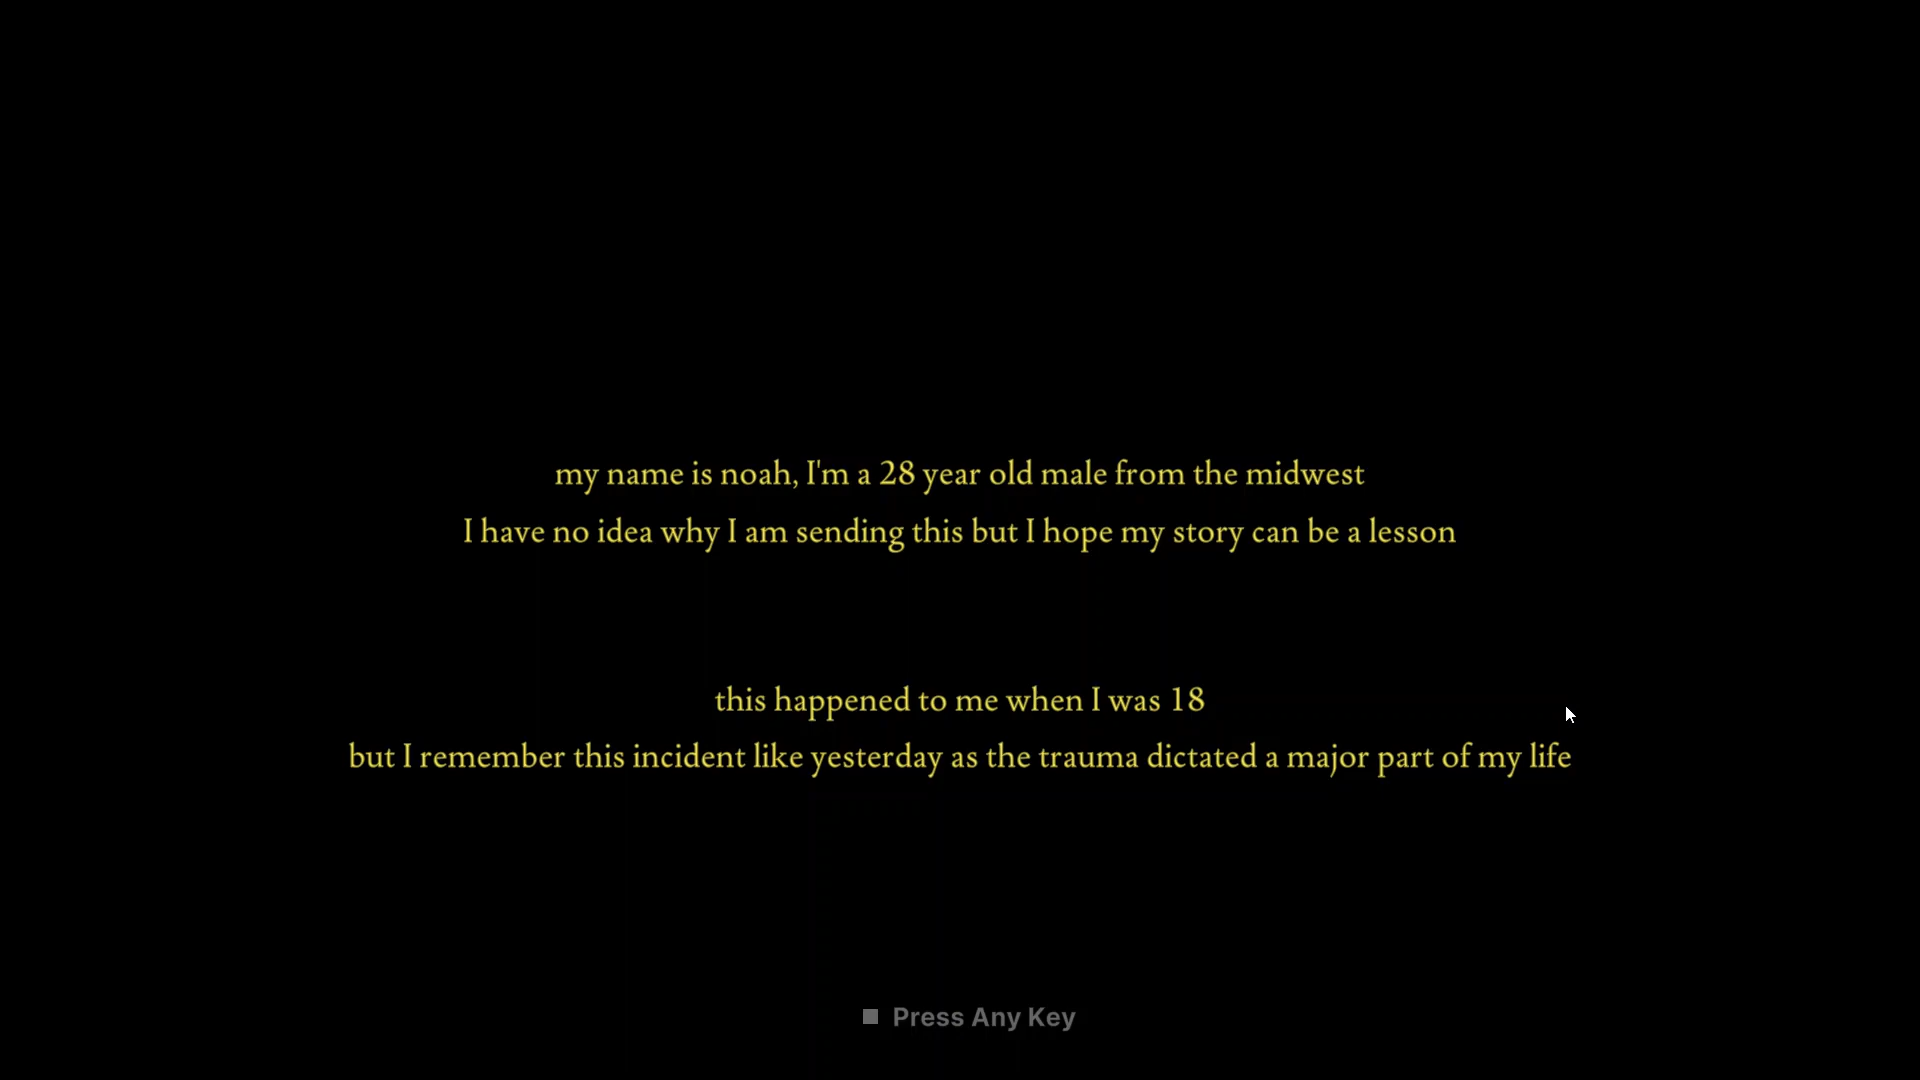 my name is noah, I'm a 28 year old male from the midwest
I have no idea why I am sending this but I hope my story can be a lesson
this happened to me when I was 18
but I remember this incident like yesterday as the trauma dictated a major part of my life
Press Any Key